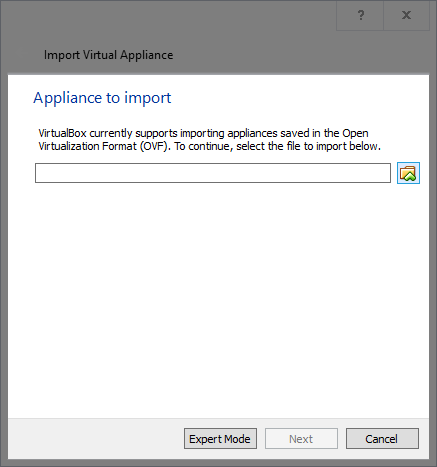 ? ×
Import Virtual Appliance
Appliance to import
VirtualBox currently supports importing appliances saved in the Open
Virtualization Format (OVF). To continue, select the file to import below.
Expert Mode Next Cancel